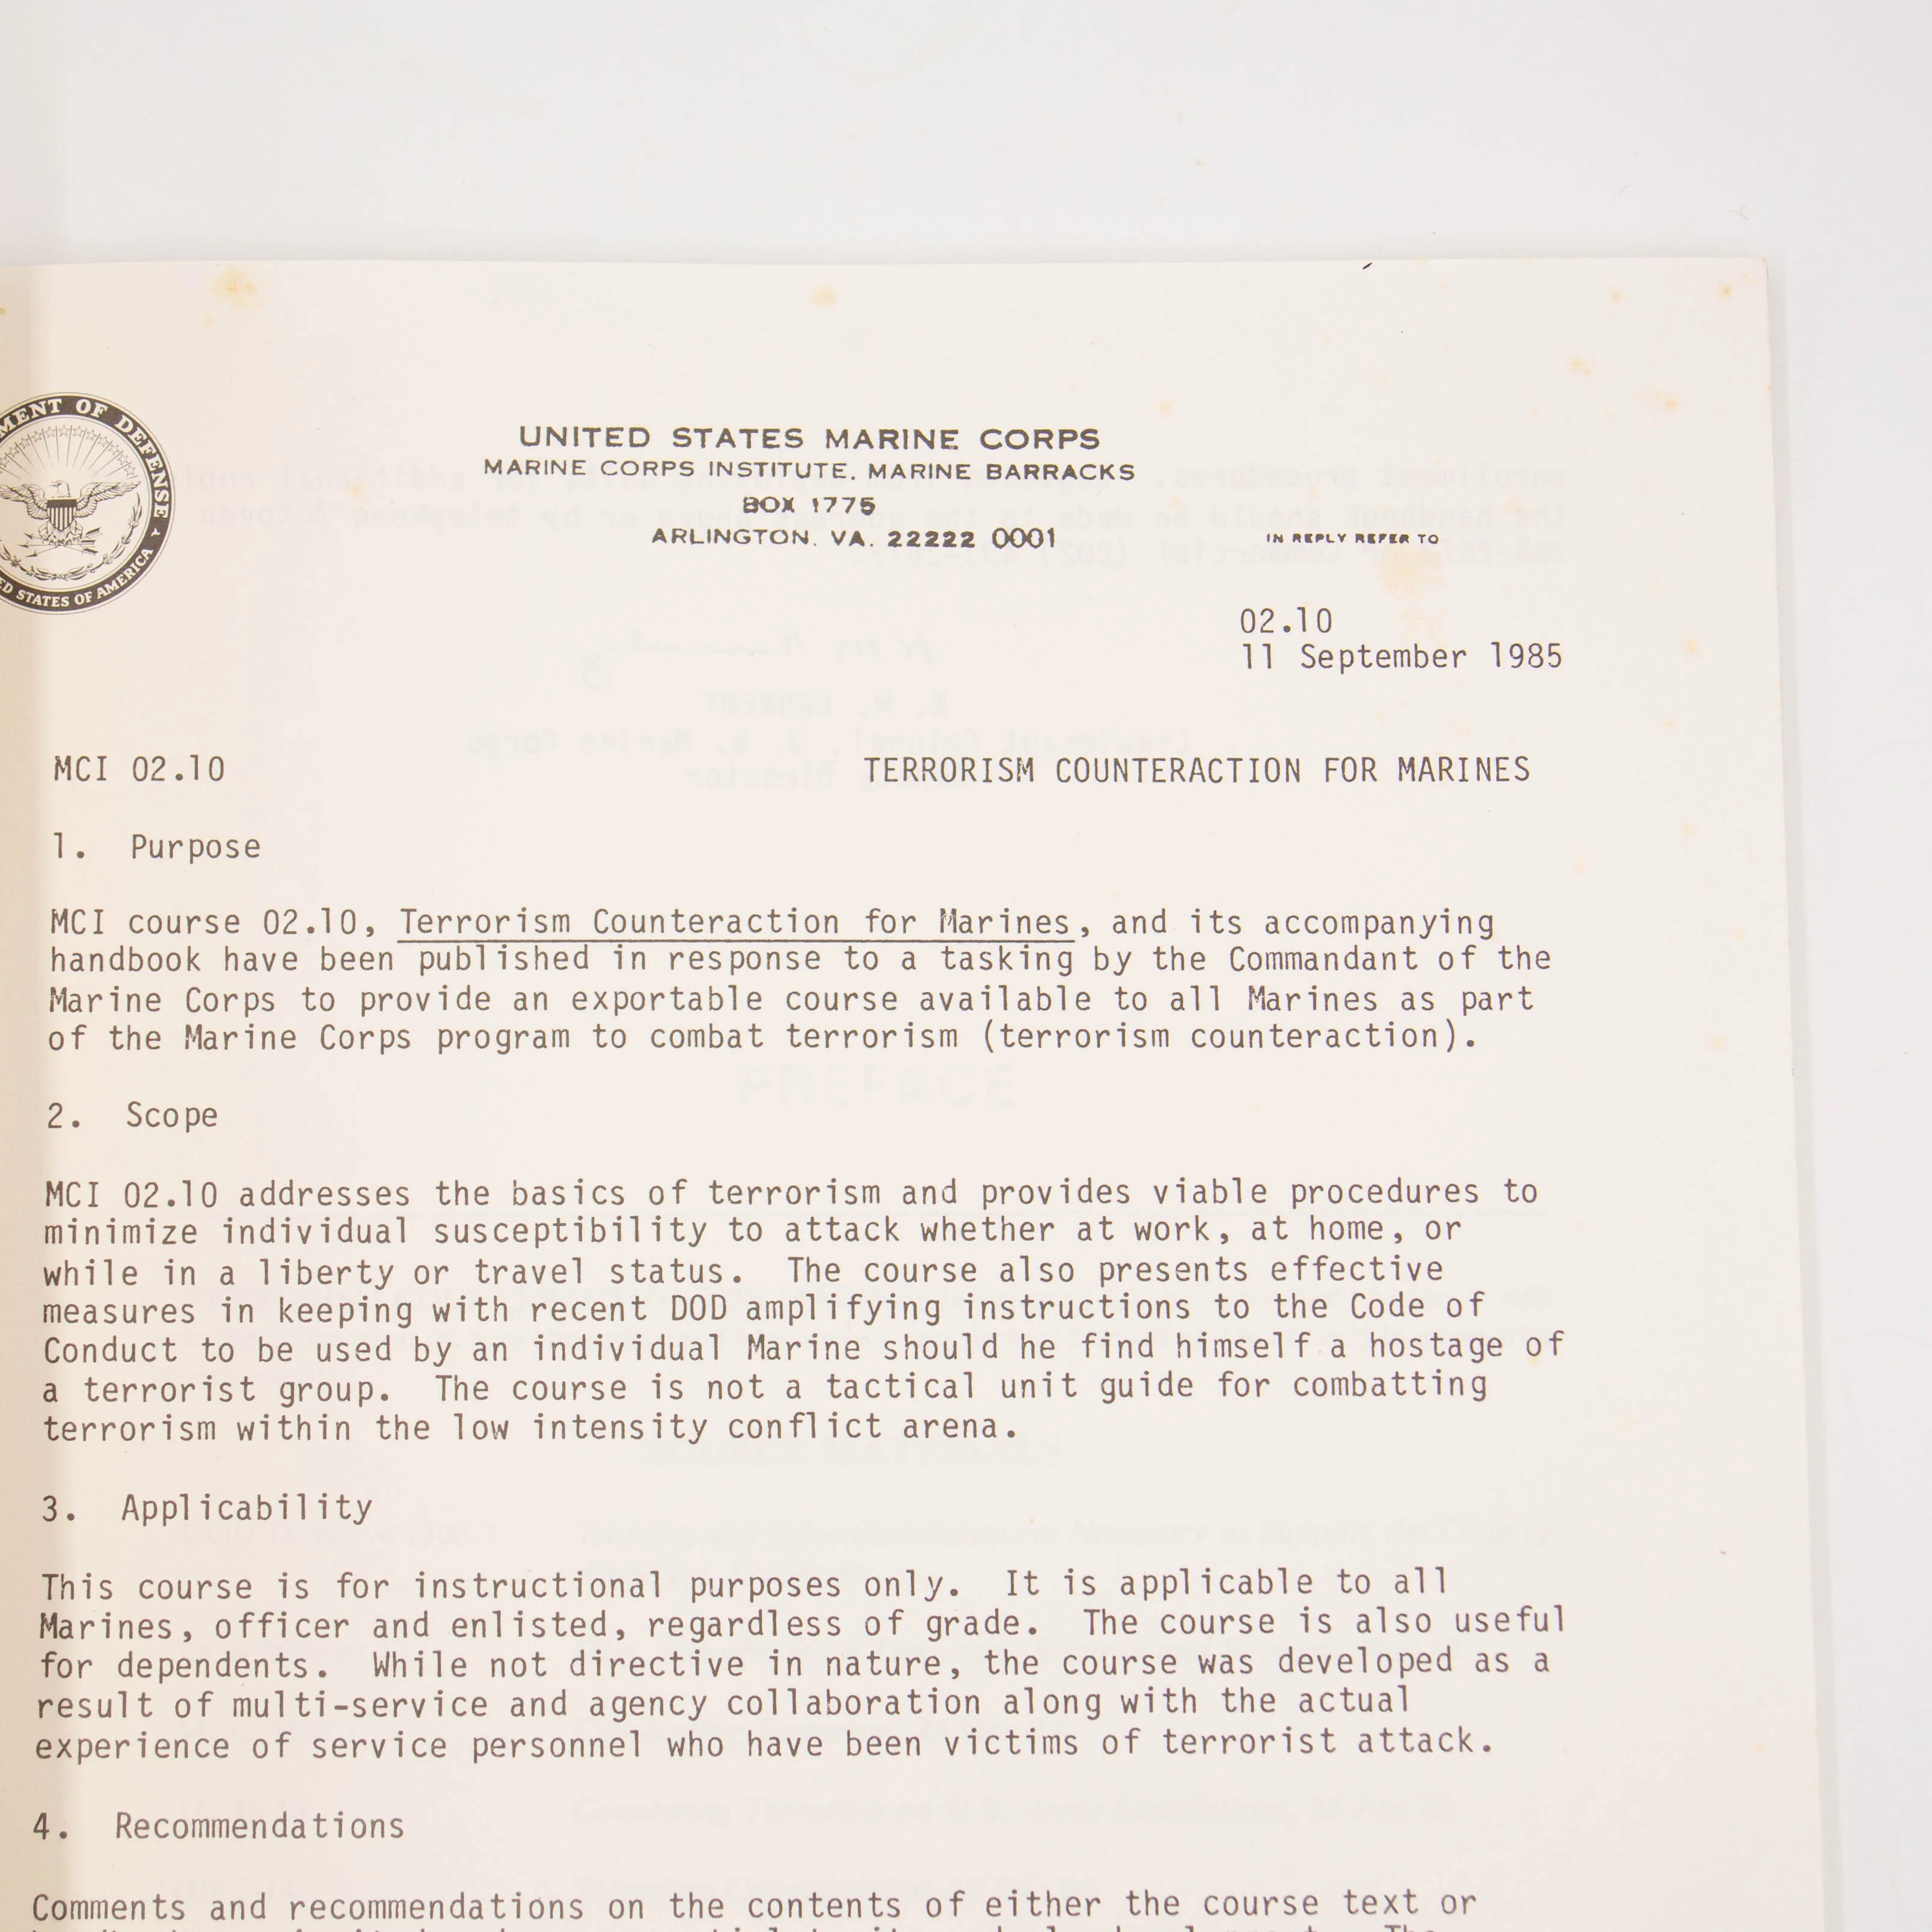 MENT OF DEFENSE
ED STATES OF AMERICA
UNITED STATES MARINE CORPS
MARINE CORPS INSTITUTE, MARINE BARRACKS
BOX 1775
ARLINGTON, VA. 22222 0001
IN REPLY REFER TO
02.10
11 September 1985
MCI 02.10 TERRORISM COUNTERACTION FOR MARINES
1. Purpose
MCI course 02.10, Terrorism Counteraction for Marines, and its accompanying
handbook have been published in response to a tasking by the Commandant of the
Marine Corps to provide an exportable course available to all Marines as part
of the Marine Corps program to combat terrorism (terrorism counteraction).
2. Scope
MCI 02.10 addresses the basics of terrorism and provides viable procedures to
minimize individual susceptibility to attack whether at work, at home, or
while in a liberty or travel status. The course also presents effective
measures in keeping with recent DOD amplifying instructions to the Code of
Conduct to be used by an individual Marine should he find himself a hostage of
a terrorist group. The course is not a tactical unit guide for combatting
terrorism within the low intensity conflict arena.
3. Applicability
This course is for instructional purposes only. It is applicable to all
Marines, officer and enlisted, regardless of grade. The course is also useful
for dependents. While not directive in nature, the course was developed as a
result of multi-service and agency collaboration along with the actual
experience of service personnel who have been victims of terrorist attack.
4. Recommendations
Comments and recommendations on the contents of either the course text or